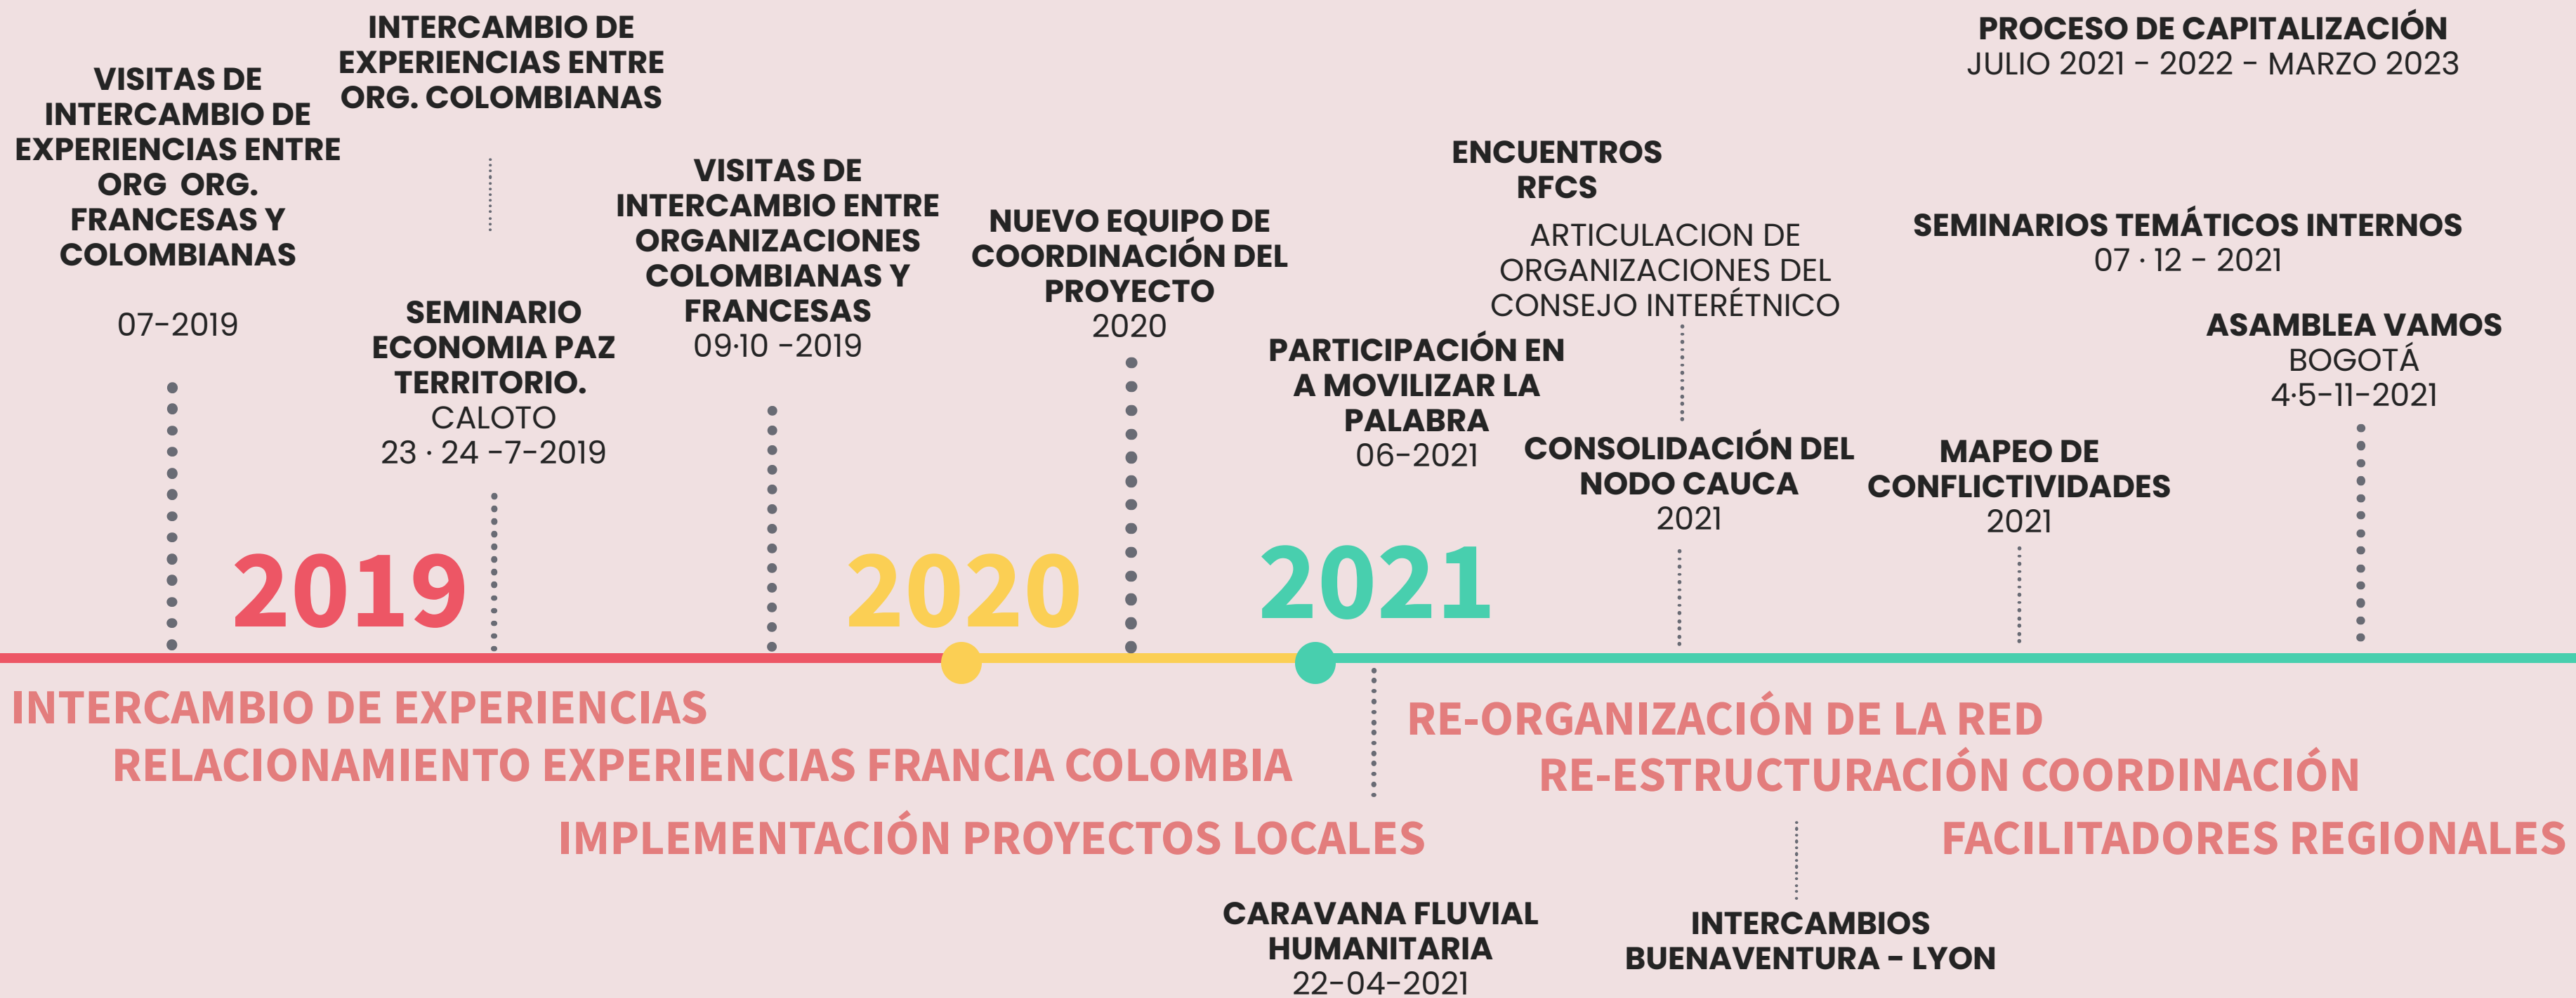 VISITAS DE
INTERCAMBIO DE
EXPERIENCIAS ENTRE
ORG ORG.
FRANCESAS Y
COLOMBIANAS
07-2019
INTERCAMBIO DE
EXPERIENCIAS ENTRE
ORG. COLOMBIANAS
SEMINARIO
ECONOMIA PAZ
TERRITORIO.
CALOTO
23 · 24 -7-2019
VISITAS DE
INTERCAMBIO ENTRE
ORGANIZACIONES
COLOMBIANAS Y
FRANCESAS
09·10 -2019
NUEVO EQUIPO DE
COORDINACIÓN DEL
PROYECTO
2020
PARTICIPACIÓN EN
A MOVILIZAR LA
PALABRA
06-2021
ENCUENTROS
RFCS
ARTICULACION DE
ORGANIZACIONES DEL
CONSEJO INTERÉTNICO
CONSOLIDACIÓN DEL
NODO CAUCA
2021
PROCESO DE CAPITALIZACIÓN
JULIO 2021 - 2022 - MARZO 2023
SEMINARIOS TEMÁTICOS INTERNOS
07 · 12 - 2021
MAPEO DE
CONFLICTIVIDADES
2021
ASAMBLEA VAMOS
BOGOTÁ
4·5-11-2021
2019
2020
2021
INTERCAMBIO DE EXPERIENCIAS
RELACIONAMIENTO EXPERIENCIAS FRANCIA COLOMBIA
IMPLEMENTACIÓN PROYECTOS LOCALES
RE-ORGANIZACIÓN DE LA RED
RE-ESTRUCTURACIÓN COORDINACIÓN
FACILITADORES REGIONALES
CARAVANA FLUVIAL
HUMANITARIA
22-04-2021
INTERCAMBIOS
BUENAVENTURA - LYON